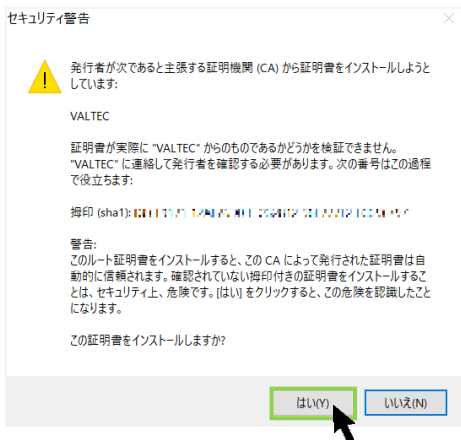 セキュリティ警告
発行者が次であると主張する証明機関 (CA) から証明書をインストールしようと
しています:
VALTEC
証明書が実際に "VALTEC" からのものであるかどうかを検証できません。
"VALTEC" に連絡して発行者を確認する必要があります。次の番号はこの過程
で役立ちます:
拇印 (sha1):
警告:
このルート証明書をインストールすると、この CA によって発行された証明書は自
動的に信頼されます。確認されていない拇印付きの証明書をインストールするこ
とは、セキュリティ上、危険です。[はい] をクリックすると、この危険を認識したこと
になります。
この証明書をインストールしますか?
はい(Y)
いいえ(N)